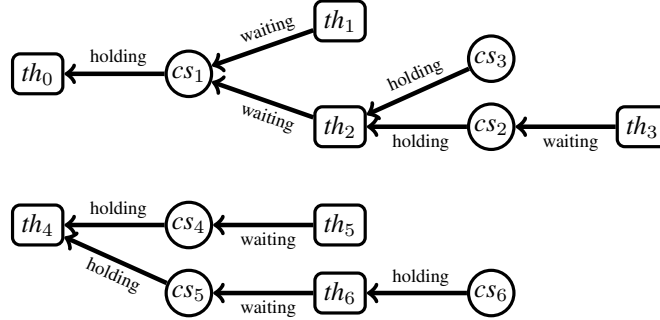 th₁
waiting
holding
cs₃
th₀
cs₁
holding
waiting
th₂
holding
cs₂
waiting
th₃
holding
th₄
cs₄
waiting
th₅
holding
holding
cs₅
waiting
th₆
cs₆